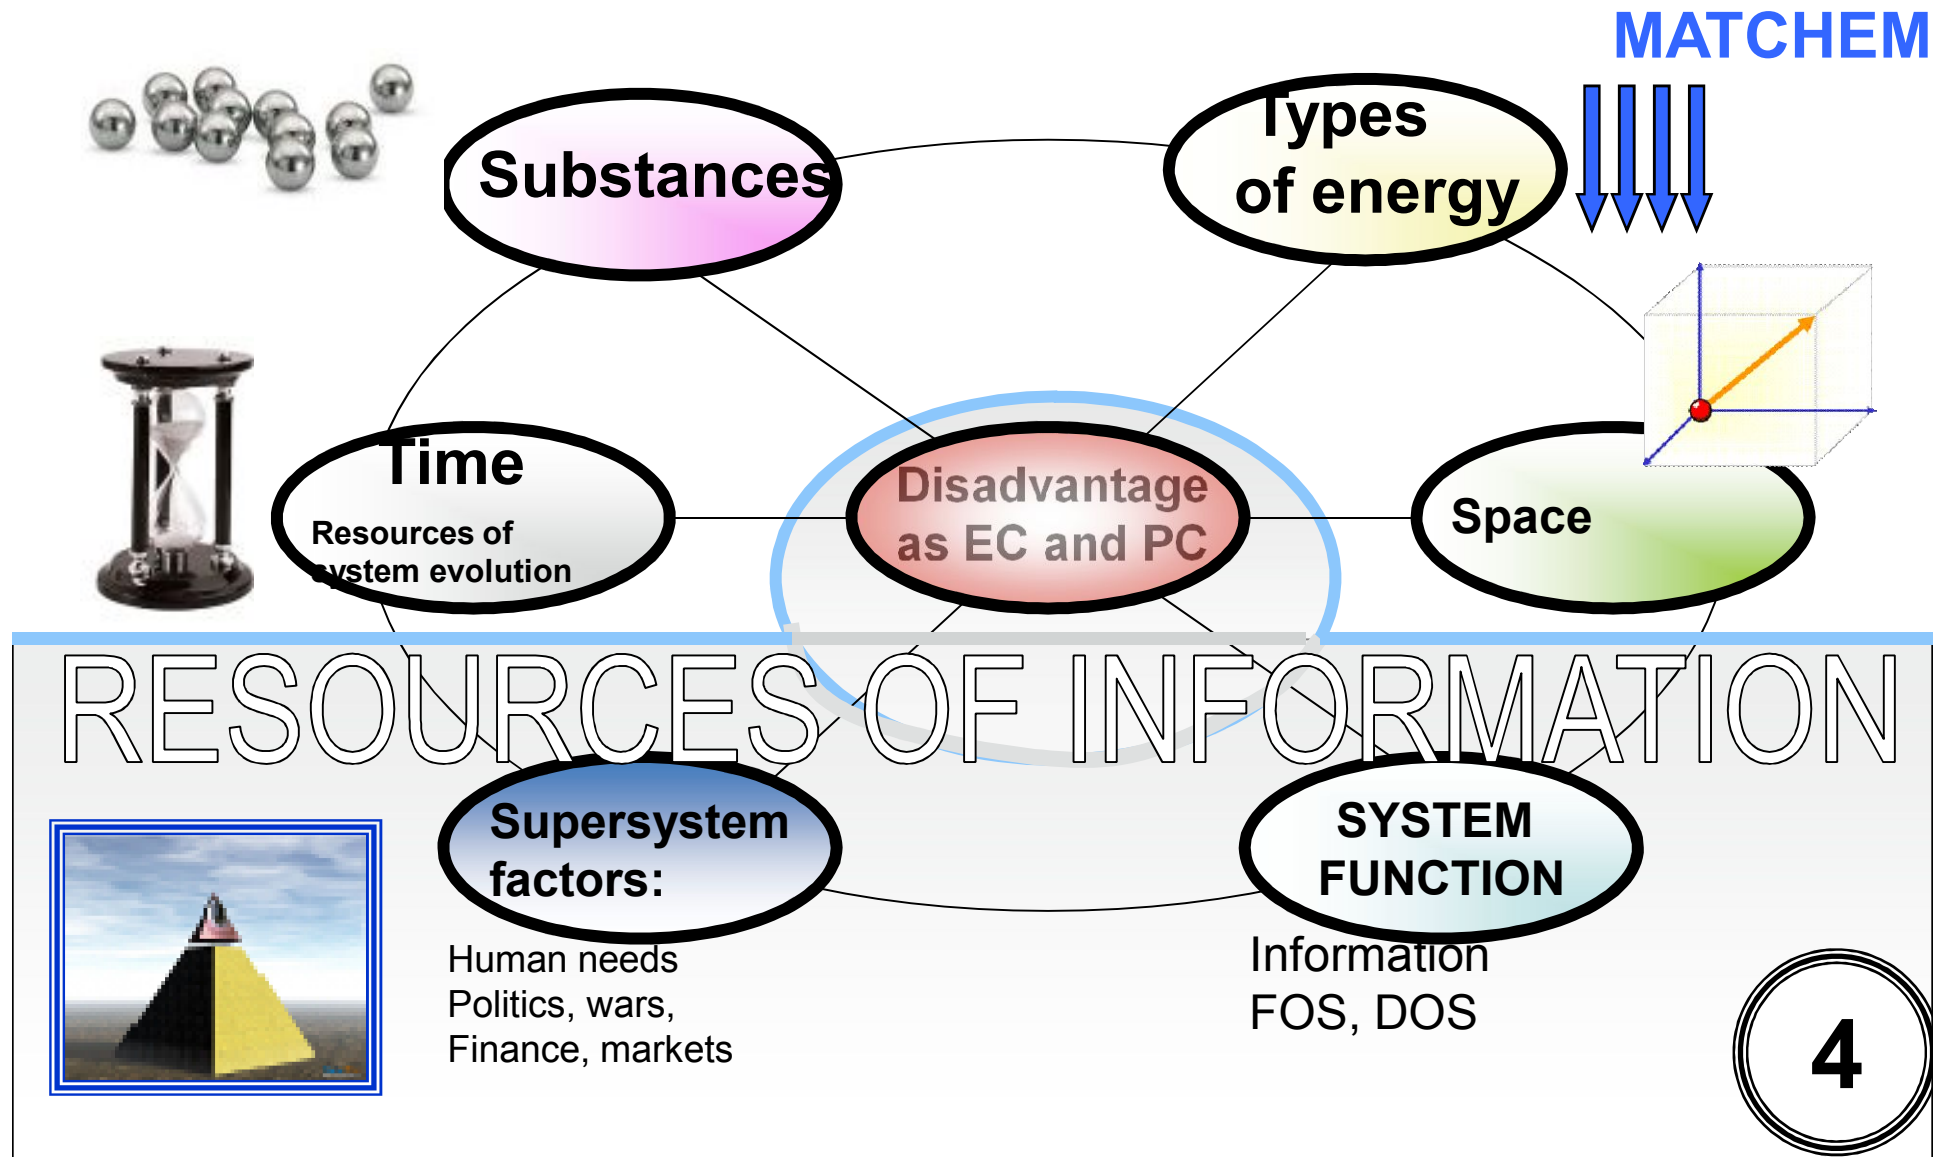 MATCHEM
Substances
Types
of energy
Time
Resources of
system evolution
Disadvantage
as EC and PC
Space
RESOURCES OF INFORMATION
Supersystem
factors:
Human needs
Politics, wars,
Finance, markets
SYSTEM
FUNCTION
Information
FOS, DOS
4